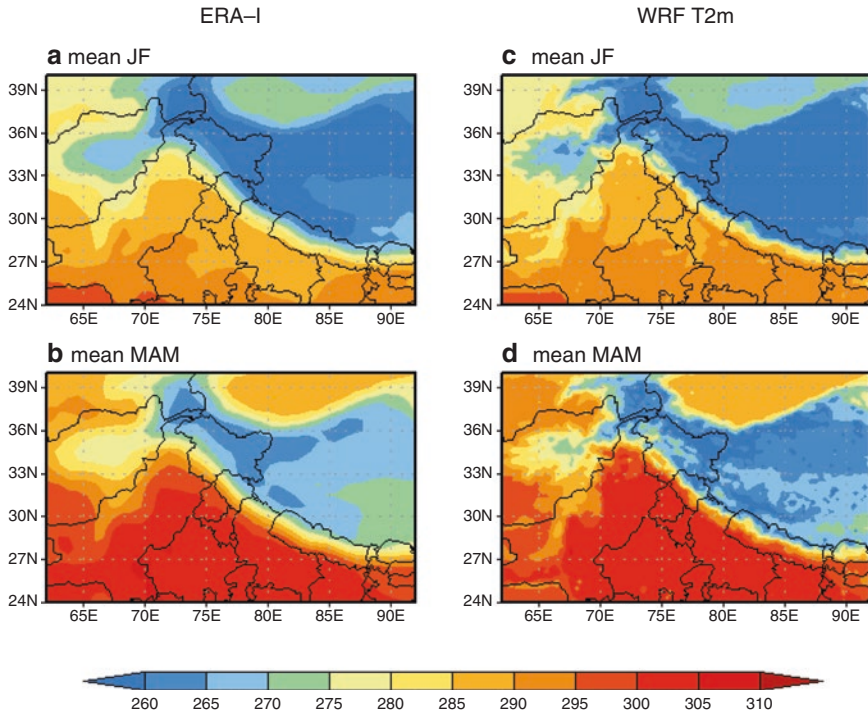 ERA–I WRF T2m
a mean JF c mean JF
39N 39N
36N 36N
33N 33N
30N 30N
27N 27N
24N 24N
65E 70E 75E 80E 85E 90E 65E 70E 75E 80E 85E 90E
b mean MAM d mean MAM
39N 39N
36N 36N
33N 33N
30N 30N
27N 27N
24N 24N
65E 70E 75E 80E 85E 90E 65E 70E 75E 80E 85E 90E
260 265 270 275 280 285 290 295 300 305 310